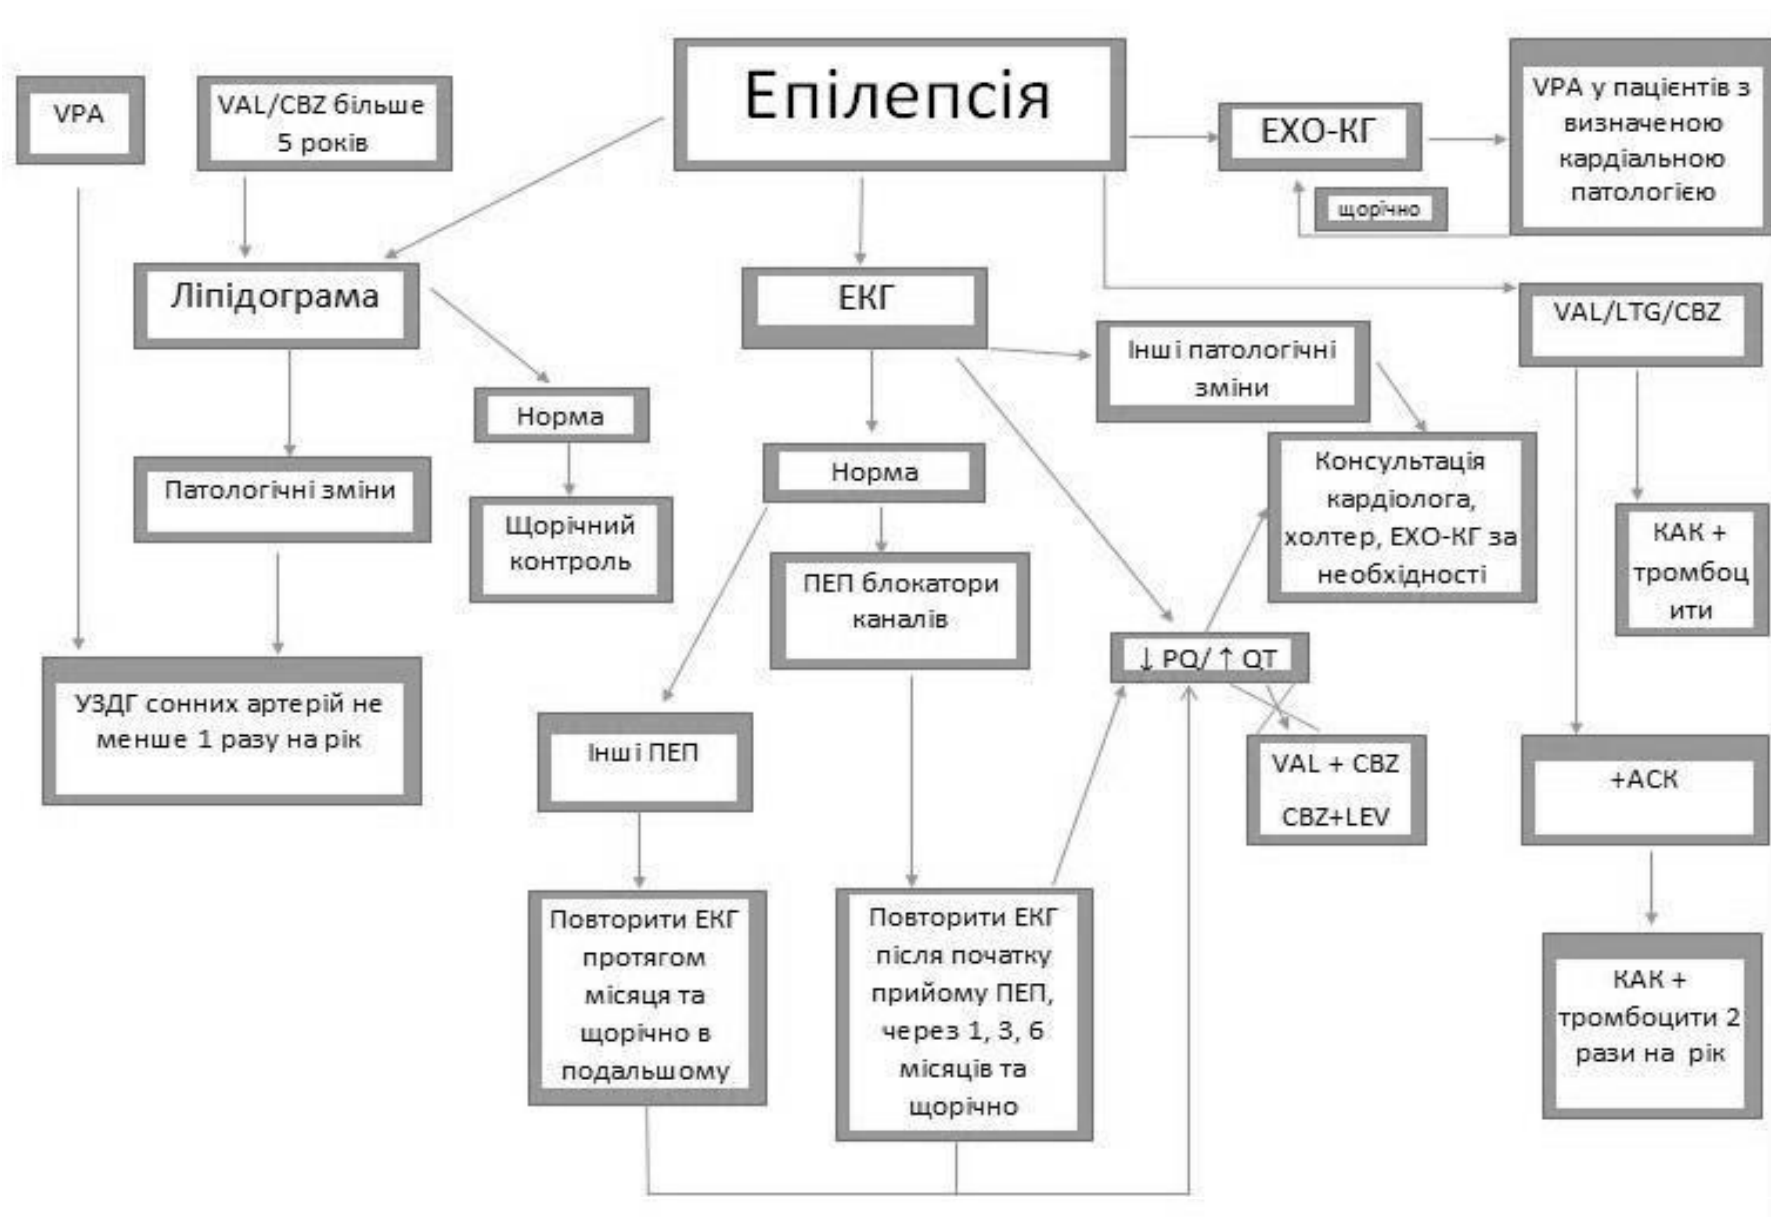 Епілепсія
VPA
VAL/CBZ більше
5 років
ЕХО-КГ
VPA у пацієнтів з
визначеною
кардіальною
патологією
щорічно
Ліпідограма
ЕКГ
VAL/LTG/CBZ
Інші патологічні
зміни
Норма
Норма
Патологічні зміни
Щорічний
контроль
Консультація
кардіолога,
холтер, ЕХО-КГ за
необхідності
КАК +
тромбоц
ити
ПЕП блокатори
каналів
↓ PQ/ ↑ QT
УЗДГ сонних артерій не
менше 1 разу на рік
Інші ПЕП
VAL + CBZ
CBZ+LEV
+АСК
Повторити ЕКГ
протягом
місяця та
щорічно в
подальшому
Повторити ЕКГ
після початку
прийому ПЕП,
через 1, 3, 6
місяців та
щорічно
КАК +
тромбоцити 2
рази на рік